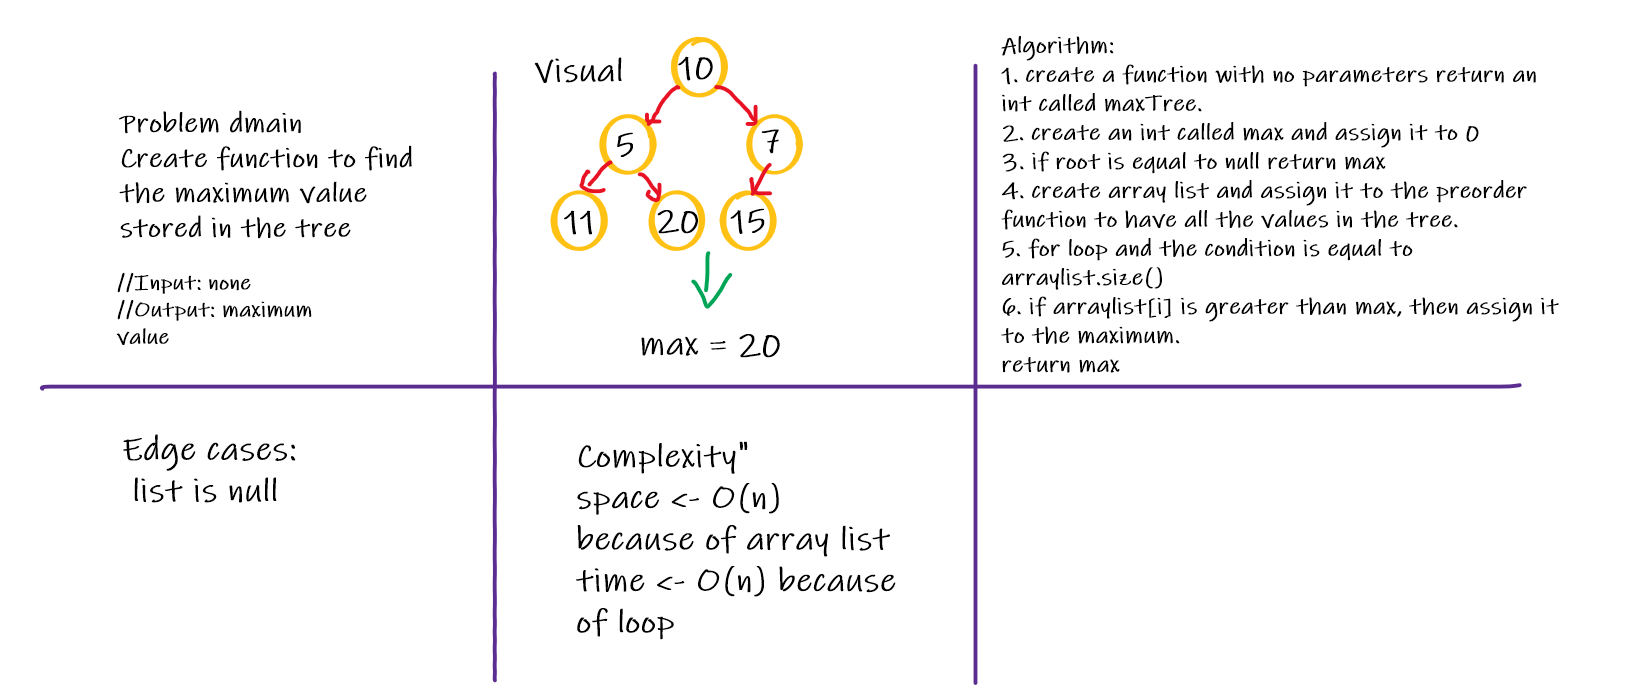 Problem dmain
Create function to find
the maximum value
stored in the tree
//Input: none
//Output: maximum
value
Visual
10
5
7
11
20
15
max = 20
Algorithm:
1. create a function with no parameters return an
int called maxTree.
2. create an int called max and assign it to 0
3. if root is equal to null return max
4. create array list and assign it to the preorder
function to have all the values in the tree.
5. for loop and the condition is equal to
arraylist.size()
6. if arraylist[i] is greater than max, then assign it
to the maximum.
return max
Edge cases:
list is null
Complexity"
space <- O(n)
because of array list
time <- O(n) because
of loop